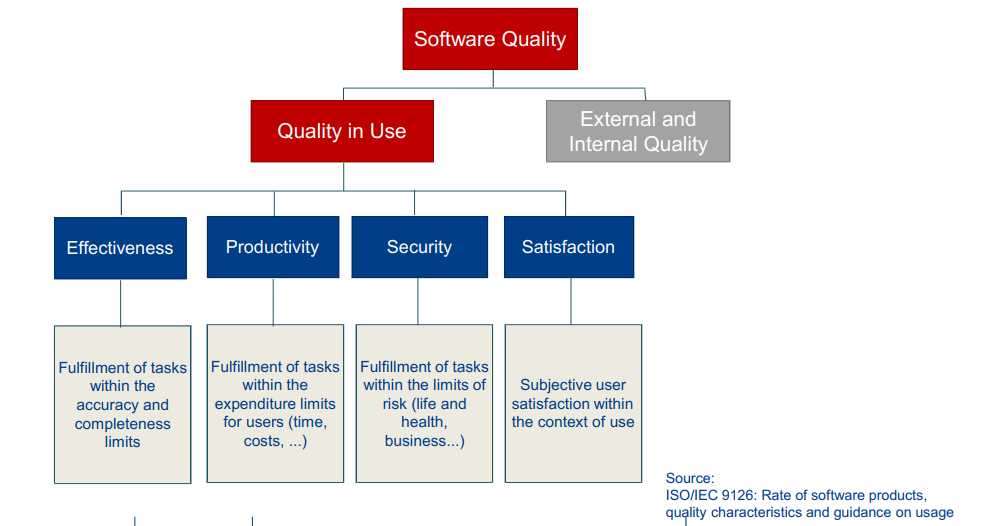 Software Quality
Quality in Use
External and
Internal Quality
Effectiveness
Productivity
Security
Satisfaction
Fulfillment of tasks
within the
accuracy and
completeness
limits
Fulfillment of tasks
within the
expenditure limits
for users (time,
costs, ...)
Fulfillment of tasks
within the limits of
risk (life and
health,
business...)
Subjective user
satisfaction within
the context of use
Source:
ISO/IEC 9126: Rate of software products,
quality characteristics and guidance on usage